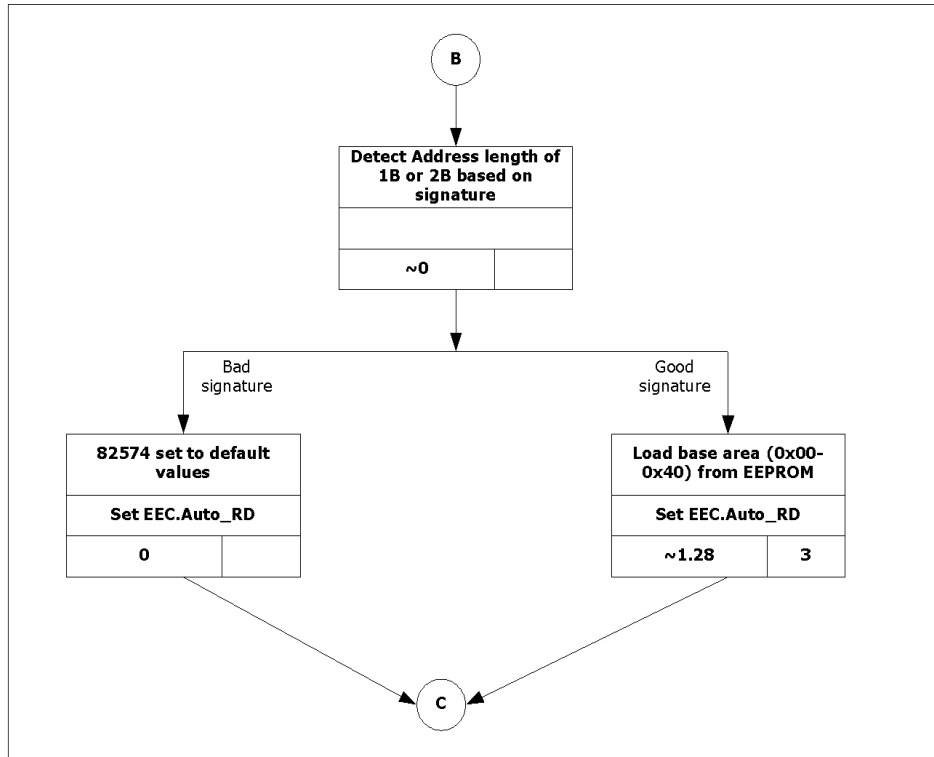 B
Detect Address length of
1B or 2B based on
signature
~0
Bad
signature
Good
signature
82574 set to default
values
Set EEC.Auto_RD
0
Load base area (0x00-
0x40) from EEPROM
Set EEC.Auto_RD
~1.28
3
C